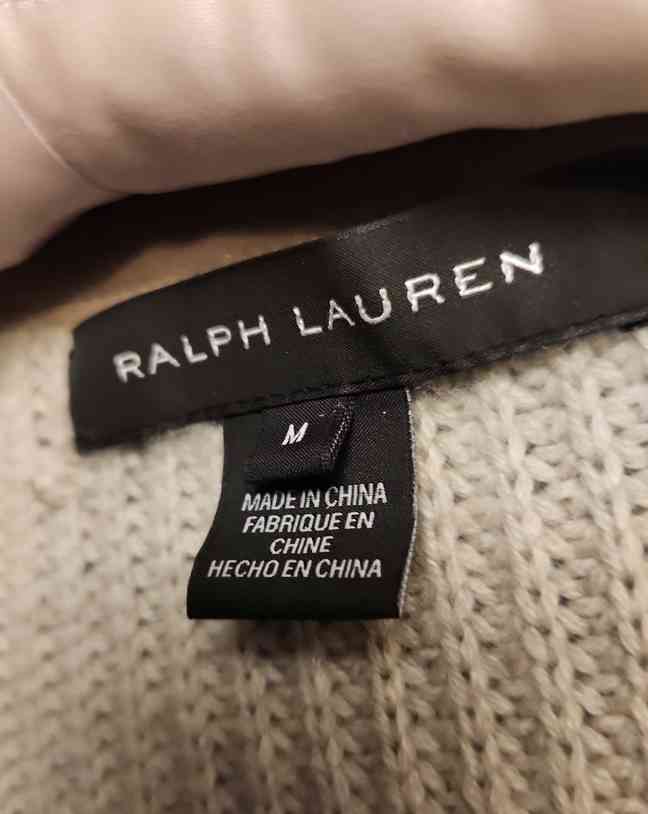 RALPH LAUREN
M
MADE IN CHINA
FABRIQUE EN
CHINE
HECHO EN CHINA